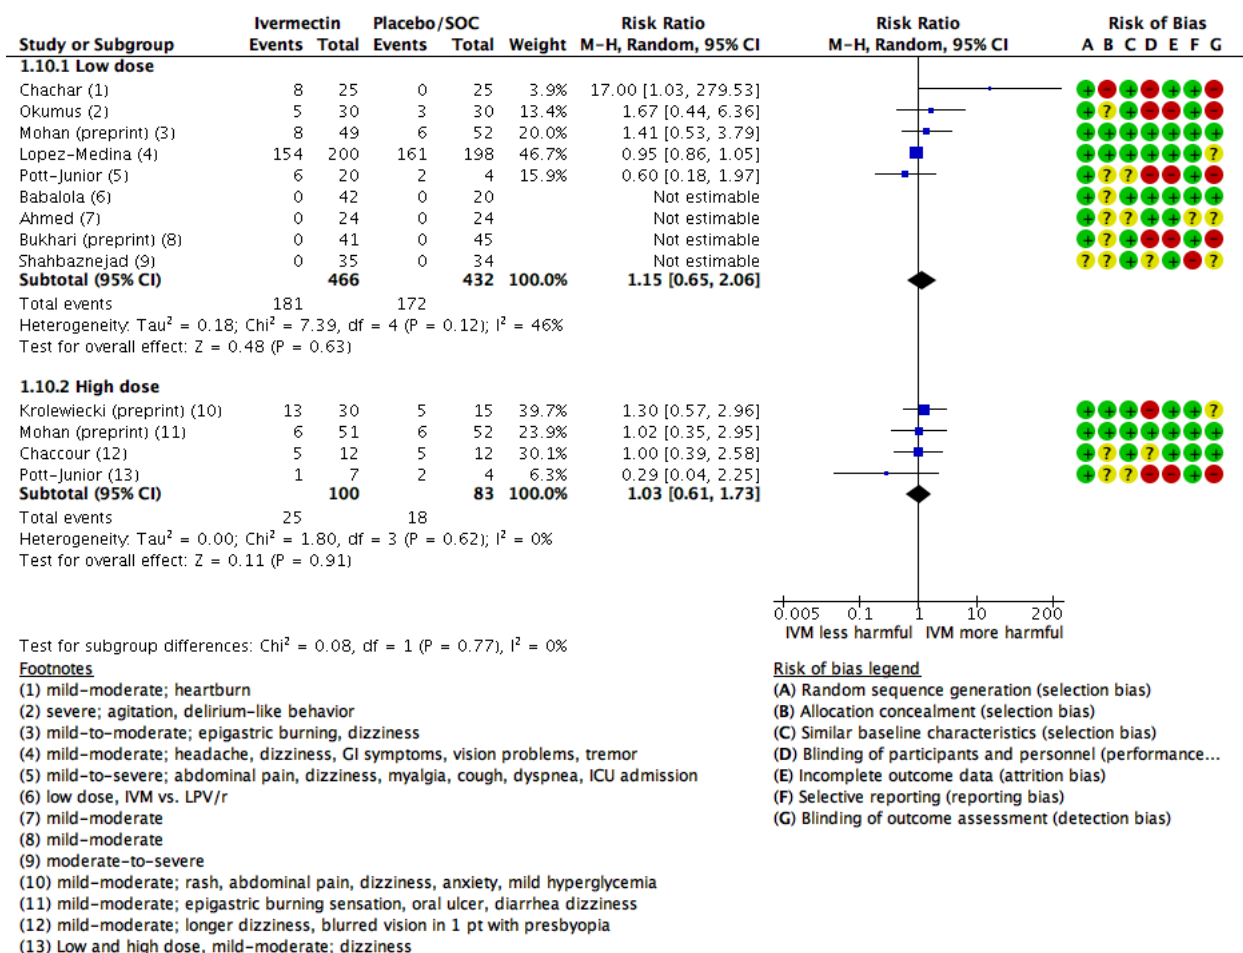 Ivermectin Placebo/SOC Risk Ratio Risk Ratio Risk of Bias
Study or Subgroup Events Total Events Total Weight M-H, Random, 95% CI M-H, Random, 95% CI A B C D E F G
1.10.1 Low dose
Chachar (1) 8 25 0 25 3.9% 17.00 [1.03, 279.53] + - + - + + -
Okumus (2) 5 30 3 30 13.4% 1.67 [0.44, 6.36] + ? + - - + -
Mohan (preprint) (3) 8 49 6 52 20.0% 1.41 [0.53, 3.79] + + + + + + +
Lopez-Medina (4) 154 200 161 198 46.7% 0.95 [0.86, 1.05] + + + + + + ?
Pott-Junior (5) 6 20 2 4 15.9% 0.60 [0.18, 1.97] + ? ? - - + -
Babalola (6) 0 42 0 20 Not estimable + ? + + + + +
Ahmed (7) 0 24 0 24 Not estimable + ? ? + + ? ?
Bukhari (preprint) (8) 0 41 0 45 Not estimable + ? + - - + -
Shahbaznejad (9) 0 35 0 34 Not estimable ? ? + ? + - ?
Subtotal (95% CI) 466 432 100.0% 1.15 [0.65, 2.06]
Total events 181 172
Heterogeneity: Tau² = 0.18; Chi² = 7.39, df = 4 (P = 0.12); I² = 46%
Test for overall effect: Z = 0.48 (P = 0.63)
1.10.2 High dose
Krolewiecki (preprint) (10) 13 30 5 15 39.7% 1.30 [0.57, 2.96] + + + - + + ?
Mohan (preprint) (11) 6 51 6 52 23.9% 1.02 [0.35, 2.95] + + + + + + +
Chaccour (12) 5 12 5 12 30.1% 1.00 [0.39, 2.58] + ? + ? + + +
Pott-Junior (13) 1 7 2 4 6.3% 0.29 [0.04, 2.25] + ? ? - - + -
Subtotal (95% CI) 100 83 100.0% 1.03 [0.61, 1.73]
Total events 25 18
Heterogeneity: Tau² = 0.00; Chi² = 1.80, df = 3 (P = 0.62); I² = 0%
Test for overall effect: Z = 0.11 (P = 0.91)
0.005 0.1 1 10 200
IVM less harmful IVM more harmful
Test for subgroup differences: Chi² = 0.08, df = 1 (P = 0.77), I² = 0%
Footnotes
(1) mild-moderate; heartburn
(2) severe; agitation, delirium-like behavior
(3) mild-to-moderate; epigastric burning, dizziness
(4) mild-moderate; headache, dizziness, GI symptoms, vision problems, tremor
(5) mild-to-severe; abdominal pain, dizziness, myalgia, cough, dyspnea, ICU admission
(6) low dose, IVM vs. LPV/r
(7) mild-moderate
(8) mild-moderate
(9) moderate-to-severe
(10) mild-moderate; rash, abdominal pain, dizziness, anxiety, mild hyperglycemia
(11) mild-moderate; epigastric burning sensation, oral ulcer, diarrhea dizziness
(12) mild-moderate; longer dizziness, blurred vision in 1 pt with presbyopia
(13) Low and high dose, mild-moderate; dizziness
Risk of bias legend
(A) Random sequence generation (selection bias)
(B) Allocation concealment (selection bias)
(C) Similar baseline characteristics (selection bias)
(D) Blinding of participants and personnel (performance...
(E) Incomplete outcome data (attrition bias)
(F) Selective reporting (reporting bias)
(G) Blinding of outcome assessment (detection bias)